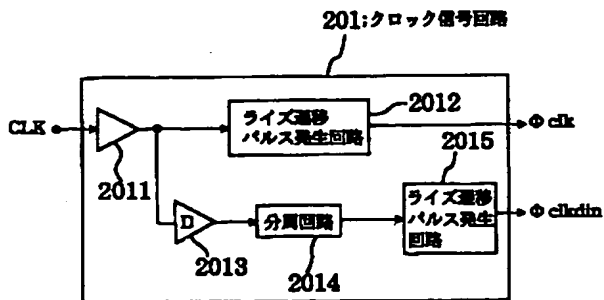 201;クロック信号回路
CLK
2011
ライズ遷移
パルス発生回路
2012
Φclk
D
2013
分周回路
2014
2015
ライズ遷移
パルス発生
回路
Φclkdin